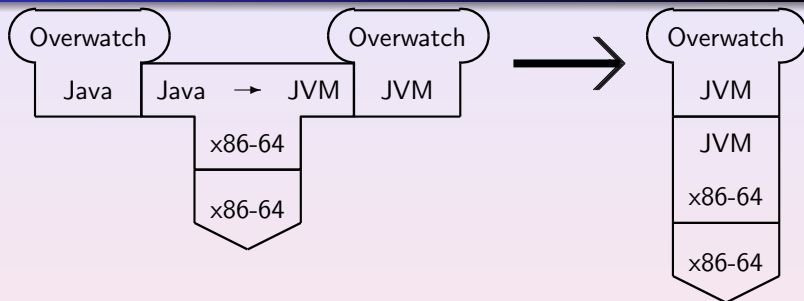 Overwatch Overwatch Overwatch
Java Java → JVM JVM JVM
x86-64 JVM
x86-64 x86-64
x86-64